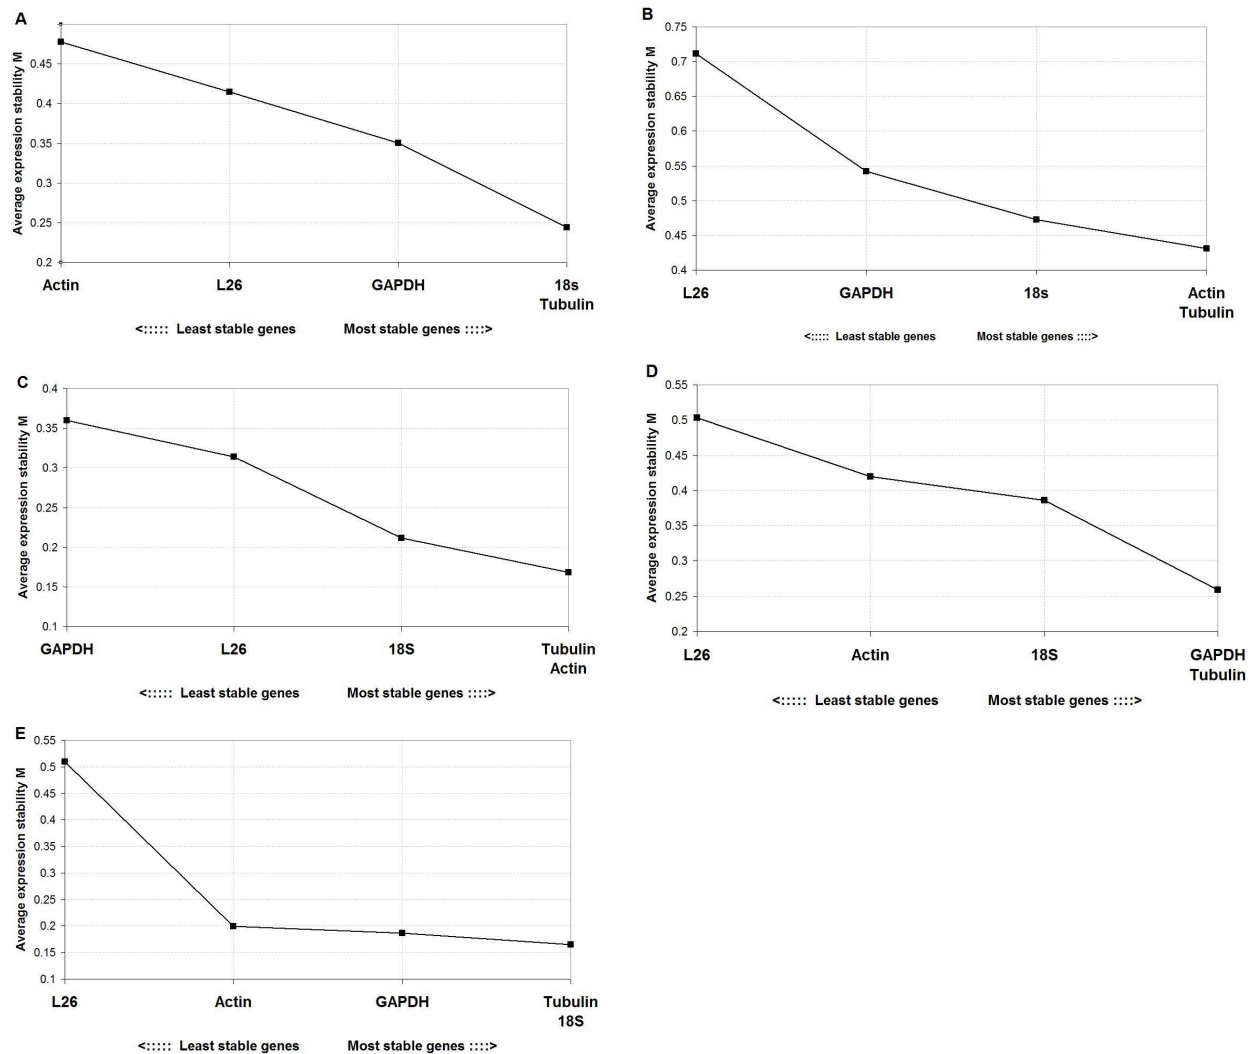 A
Average expression stability M
0.45
0.4
0.35
0.3
0.25
0.2
Actin L26 GAPDH 18s
Tubulin
<::::: Least stable genes Most stable genes ::::>
B
Average expression stability M
0.75
0.7
0.65
0.6
0.55
0.5
0.45
0.4
L26 GAPDH 18s Actin
Tubulin
<::::: Least stable genes Most stable genes ::::>
C
Average expression stability M
0.4
0.35
0.3
0.25
0.2
0.15
0.1
GAPDH L26 18S Tubulin
Actin
<::::: Least stable genes Most stable genes ::::>
D
Average expression stability M
0.55
0.5
0.45
0.4
0.35
0.3
0.25
0.2
L26 Actin 18S GAPDH
Tubulin
<::::: Least stable genes Most stable genes ::::>
E
Average expression stability M
0.55
0.5
0.45
0.4
0.35
0.3
0.25
0.2
0.15
0.1
L26 Actin GAPDH Tubulin
18S
<::::: Least stable genes Most stable genes ::::>